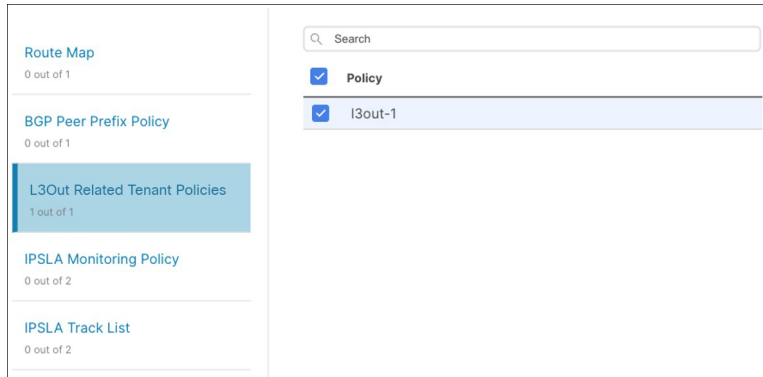 Route Map
0 out of 1
BGP Peer Prefix Policy
0 out of 1
L3Out Related Tenant Policies
1 out of 1
IPSLA Monitoring Policy
0 out of 2
IPSLA Track List
0 out of 2
Search
Policy
l3out-1